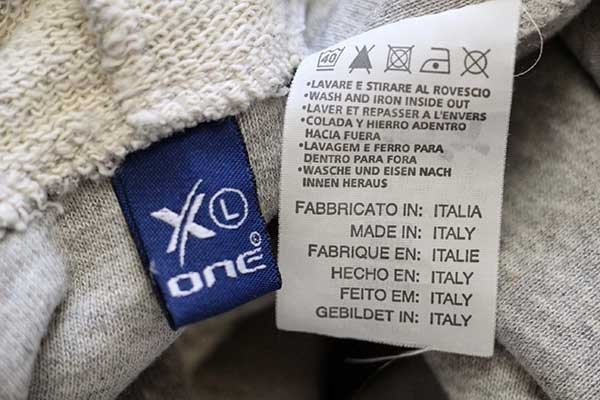 X L
one®
40
•LAVARE E STIRARE AL ROVESCIO
•WASH AND IRON INSIDE OUT
•LAVER ET REPASSER A L'ENVERS
•COLADA Y HIERRO ADENTRO
HACIA FUERA
•LAVAGEM E FERRO PARA
DENTRO PARA FORA
•WASCHE UND EISEN NACH
INNEN HERAUS
FABBRICATO IN: ITALIA
MADE IN: ITALY
FABRIQUE EN: ITALIE
HECHO EN: ITALY
FEITO EM: ITALY
GEBILDET IN: ITALY